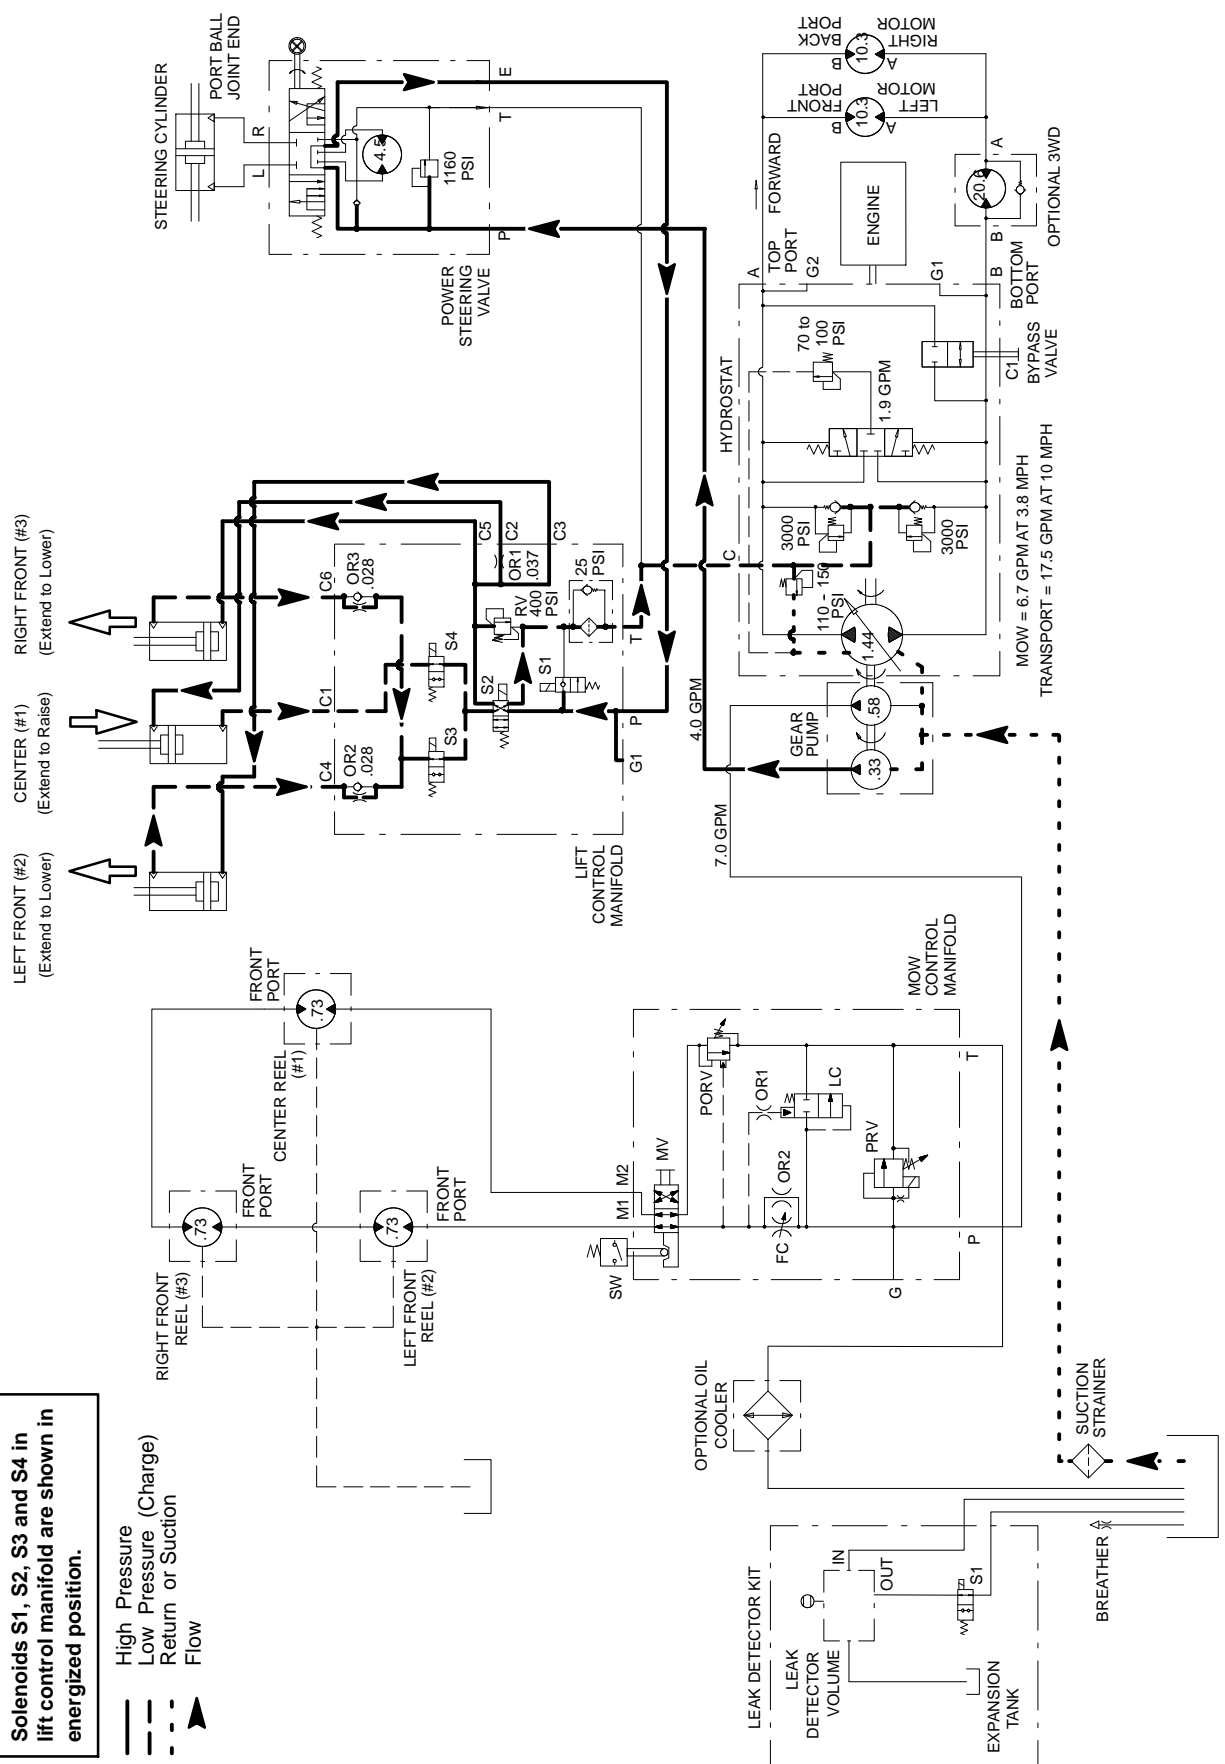 Solenoids S1, S2, S3 and S4 in
lift control manifold are shown in
energized position.
High Pressure
Low Pressure (Charge)
Return or Suction
Flow
LEFT FRONT (#2)
(Extend to Lower)
CENTER (#1)
(Extend to Raise)
RIGHT FRONT (#3)
(Extend to Lower)
STEERING CYLINDER
PORT BALL
JOINT END
L
R
4.5
1160
PSI
P
T
E
POWER
STEERING
VALVE
C4
OR2
.028
C1
C6
OR3
.028
S3
S4
S2
S1
RV
400
PSI
OR1
.037
25
PSI
C5
C2
C3
G1
P
T
LIFT
CONTROL
MANIFOLD
RIGHT FRONT
REEL (#3)
.73
FRONT
PORT
LEFT FRONT
REEL (#2)
.73
FRONT
PORT
CENTER REEL
(#1)
.73
FRONT
PORT
SW
M1
M2
MV
PORV
OR1
LC
FC
OR2
PRV
G
P
T
MOW
CONTROL
MANIFOLD
7.0 GPM
4.0 GPM
GEAR
PUMP
.33
.58
1.44
110 - 150
PSI
C
HYDROSTAT
3000
PSI
3000
PSI
1.9 GPM
70 to
100
PSI
C1
BYPASS
VALVE
A
TOP
PORT
G2
G1
B
BOTTOM
PORT
FORWARD
ENGINE
MOW = 6.7 GPM AT 3.8 MPH
TRANSPORT = 17.5 GPM AT 10 MPH
B
20.6
A
OPTIONAL 3WD
LEFT
MOTOR
FRONT
PORT
B
10.3
A
RIGHT
MOTOR
BACK
PORT
B
10.3
A
OPTIONAL OIL
COOLER
SUCTION
STRAINER
BREATHER
LEAK DETECTOR KIT
LEAK
DETECTOR
VOLUME
IN
OUT
S1
EXPANSION
TANK